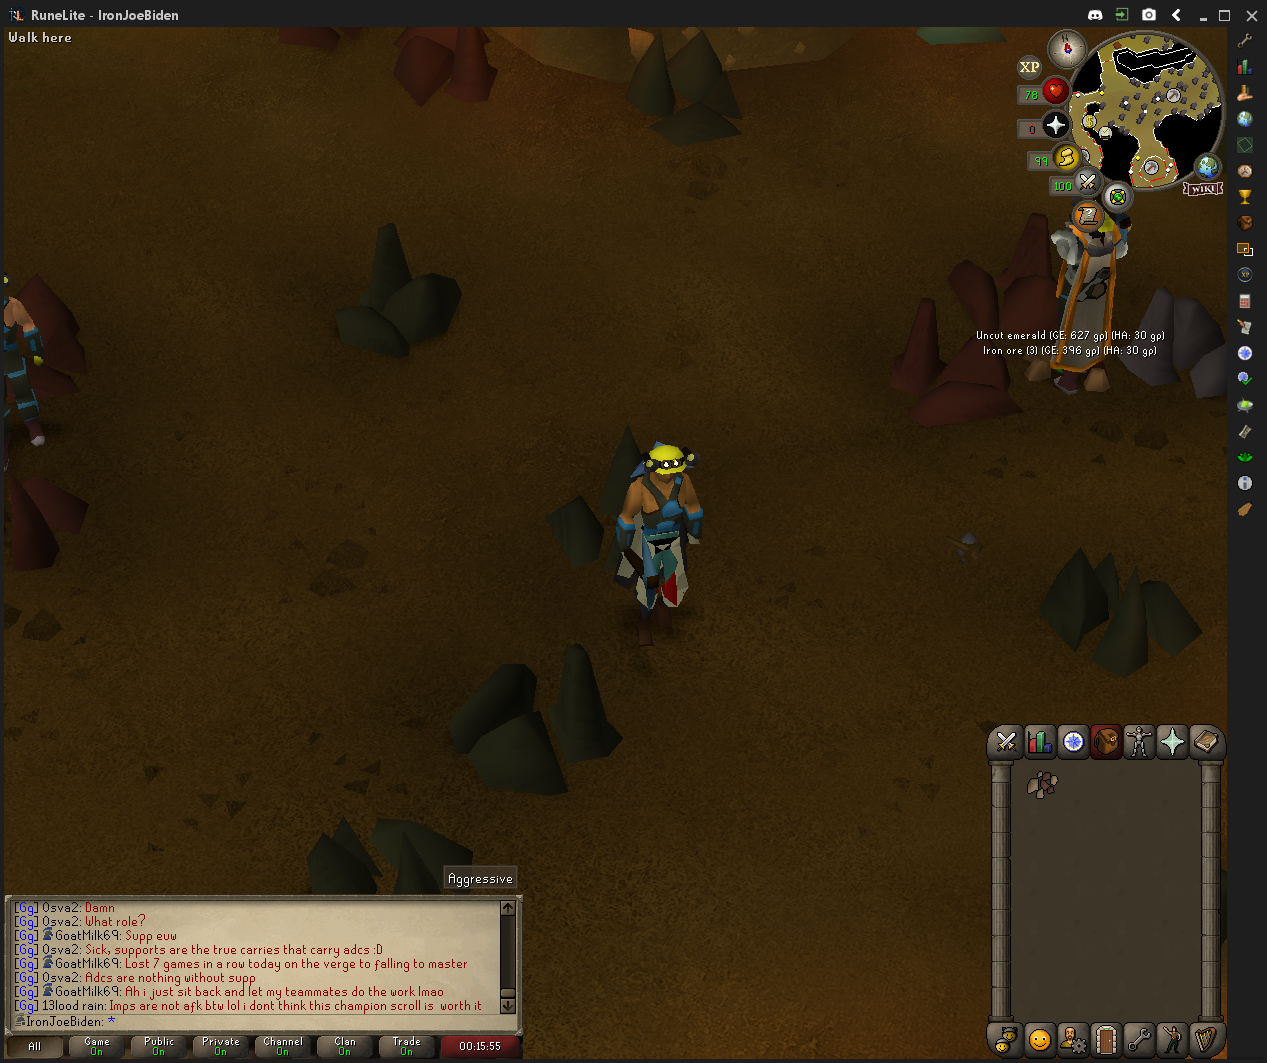 RuneLite - IronJoeBiden
Walk here
XP
78
0
99
100
WIKI
Uncut emerald (GE: 627 gp) (HA: 30 gp)
Iron ore (3) (GE: 396 gp) (HA: 30 gp)
Aggressive
[Gg] Osva2: Damn
[Gg] Osva2: What role?
[Gg] GoatMilk69: Supp euw
[Gg] Osva2: Sick, supports are the true carries that carry adcs :D
[Gg] GoatMilk69: Lost 7 games in a row today on the verge to falling to master
[Gg] Osva2: Adcs are nothing without supp
[Gg] GoatMilk69: Ah i just sit back and let my teammates do the work lmao
[Gg] 13lood rain: Imps are not afk btw lol i dont think this champion scroll is worth it
IronJoeBiden: *
All
Game
On
Public
On
Private
On
Channel
On
Clan
On
Trade
On
00:15:55